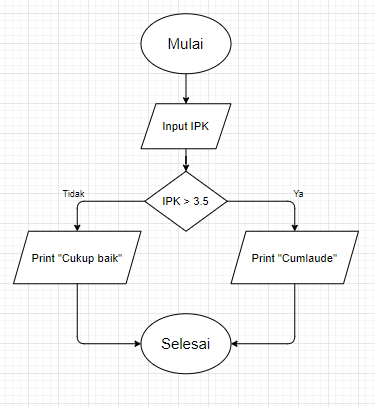 Mulai
Input IPK
IPK > 3.5
Tidak
Ya
Print "Cukup baik"
Print "Cumlaude"
Selesai